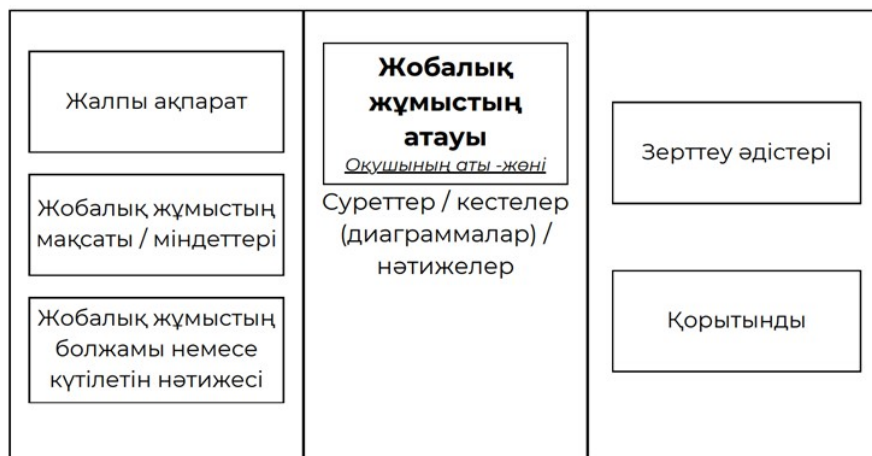 Жалпы ақпарат
Жобалық жұмыстың
мақсаты / міндеттері
Жобалық жұмыстың
болжамы немесе
күтілетін нәтижесі
Жобалық
жұмыстың
атауы
Оқушының аты -жөні
Суреттер / кестелер
(диаграммалар) /
нәтижелер
Зерттеу әдістері
Қорытынды